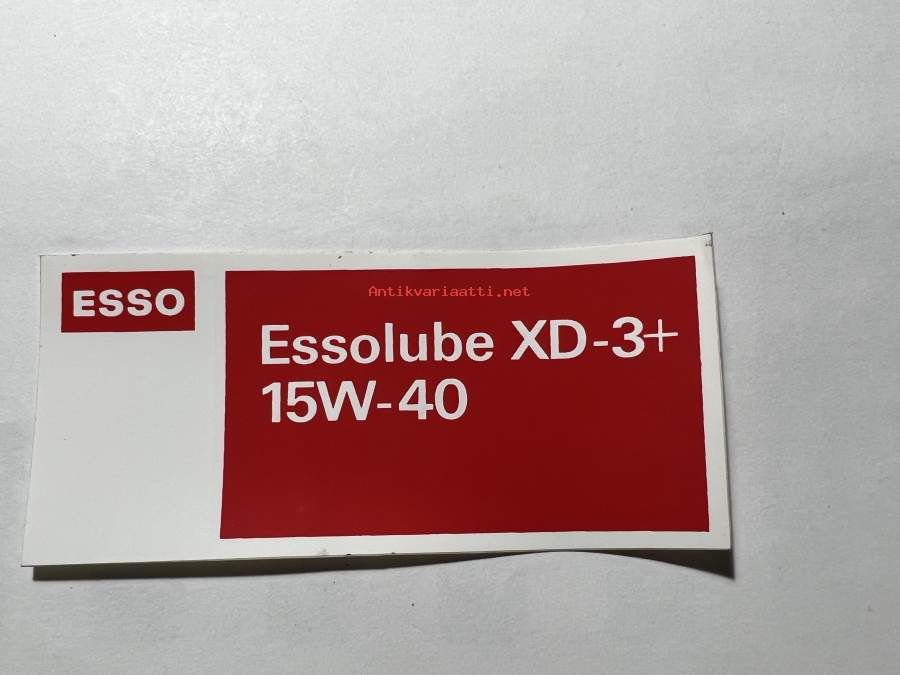 ESSO
Antikvariaatti.net
Essolube XD-3+
15W-40